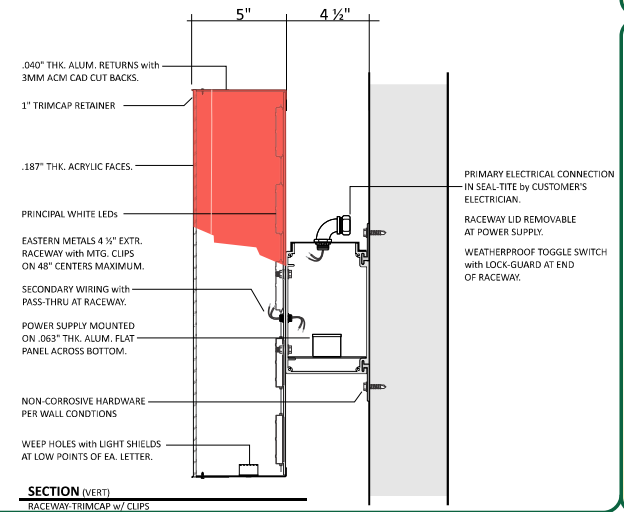 5" 4 ½"
.040" THK. ALUM. RETURNS with
3MM ACM CAD CUT BACKS.
1" TRIMCAP RETAINER
.187" THK. ACRYLIC FACES.
PRINCIPAL WHITE LEDs
EASTERN METALS 4 ½" EXTR.
RACEWAY with MTG. CLIPS
ON 48" CENTERS MAXIMUM.
SECONDARY WIRING with
PASS-THRU AT RACEWAY.
POWER SUPPLY MOUNTED
ON .063" THK. ALUM. FLAT
PANEL ACROSS BOTTOM.
NON-CORROSIVE HARDWARE
PER WALL CONDTIONS
WEEP HOLES with LIGHT SHIELDS
AT LOW POINTS OF EA. LETTER.
PRIMARY ELECTRICAL CONNECTION
IN SEAL-TITE by CUSTOMER'S
ELECTRICIAN.
RACEWAY LID REMOVABLE
AT POWER SUPPLY.
WEATHERPROOF TOGGLE SWITCH
with LOCK-GUARD AT END
OF RACEWAY.
SECTION (VERT)
RACEWAY-TRIMCAP w/ CLIPS